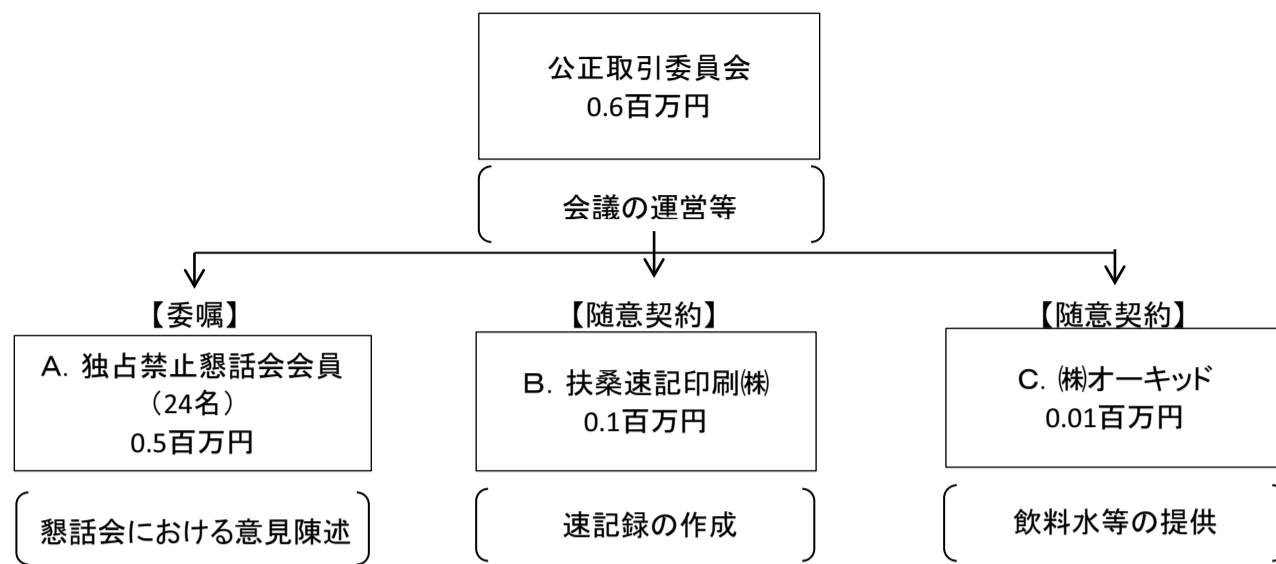 公正取引委員会
0.6百万円
会議の運営等
【委嘱】
A. 独占禁止懇話会会員
（24名）
0.5百万円
懇話会における意見陳述
【随意契約】
B. 扶桑速記印刷㈱
0.1百万円
速記録の作成
【随意契約】
C. ㈱オーキッド
0.01百万円
飲料水等の提供